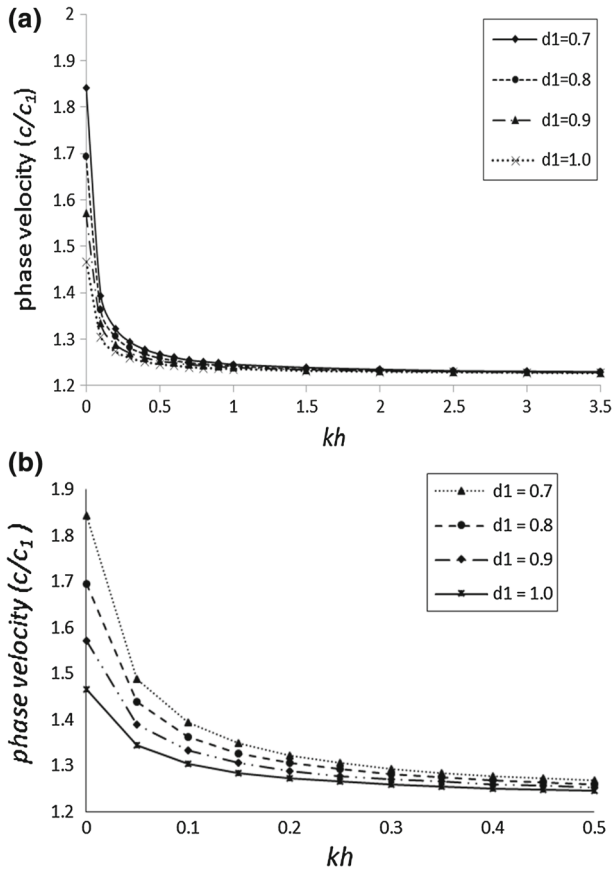 (a)
phase velocity (c/c₁)
2
1.9
1.8
1.7
1.6
1.5
1.4
1.3
1.2
0
0.5
1
1.5
2
2.5
3
3.5
kh
d1=0.7
d1=0.8
d1=0.9
d1=1.0
(b)
phase velocity (c/c₁)
1.9
1.8
1.7
1.6
1.5
1.4
1.3
1.2
0
0.1
0.2
0.3
0.4
0.5
kh
d1 = 0.7
d1 = 0.8
d1 = 0.9
d1 = 1.0